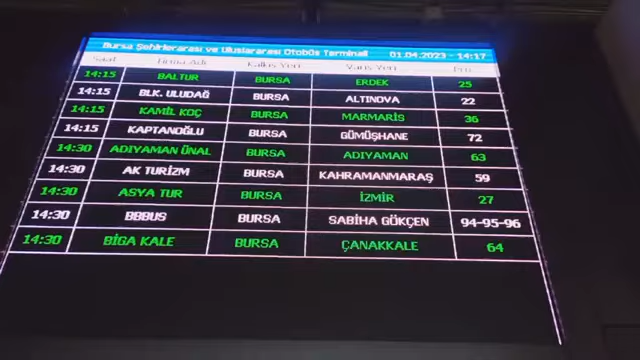 Bursa Şehirlerarası ve Uluslararası Otobüs Terminali 01.04.2023 - 14:17
Saat Firma Adı Kalkış Yeri Varış Yeri Pro
14:15 BALTUR BURSA ERDEK 25
14:15 BLK. ULUDAĞ BURSA ALTINOVA 22
14:15 KAMİL KOÇ BURSA MARMARİS 36
14:15 KAPTANOĞLU BURSA GÜMÜŞHANE 72
14:30 ADIYAMAN ÜNAL BURSA ADIYAMAN 63
14:30 AK TURİZM BURSA KAHRAMANMARAŞ 59
14:30 ASYA TUR BURSA İZMİR 27
14:30 BBBUS BURSA SABİHA GÖKÇEN 94-95-96
14:30 BİGA KALE BURSA ÇANAKKALE 64